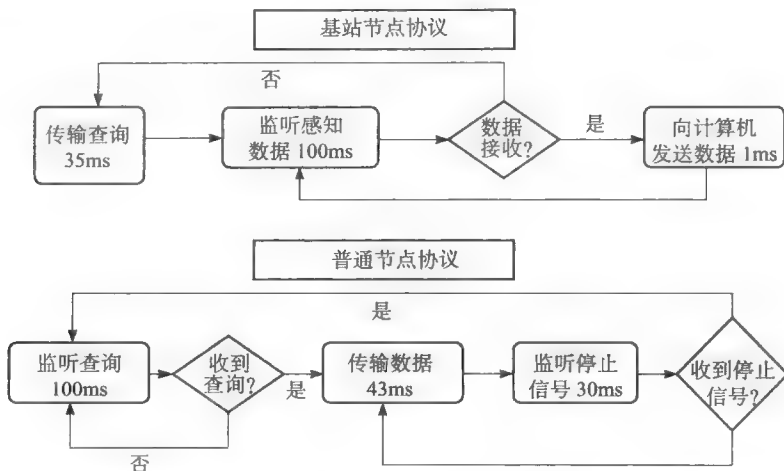 基站节点协议
否
传输查询
35ms
监听感知
数据 100ms
数据
接收?
是
向计算机
发送数据 1ms
普通节点协议
是
监听查询
100ms
收到
查询?
是
传输数据
43ms
监听停止
信号 30ms
收到停止
信号?
否